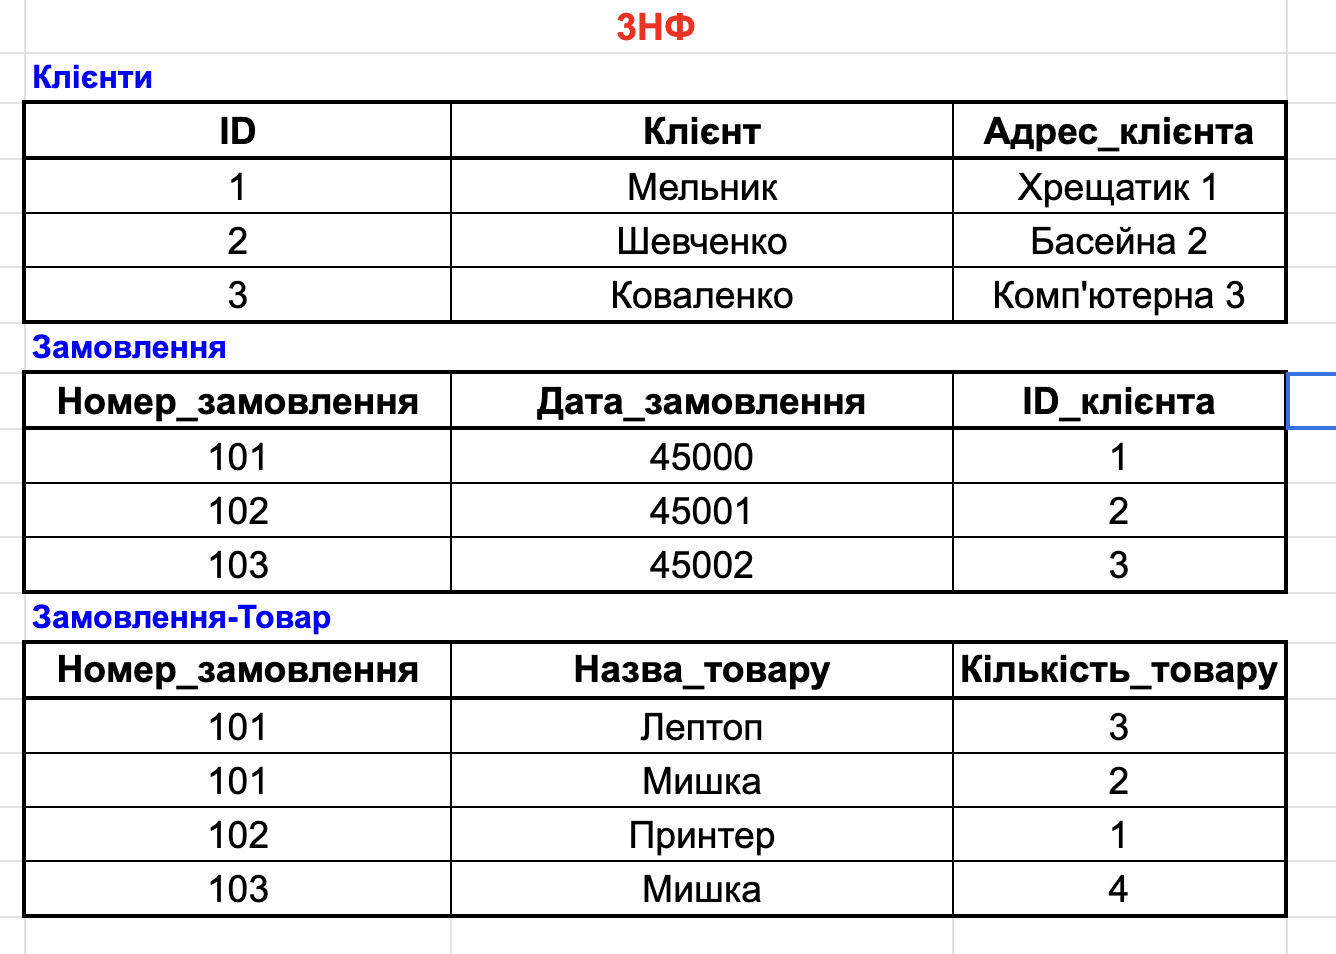 3НФ
Клієнти
ID Клієнт Адрес_клієнта
1 Мельник Хрещатик 1
2 Шевченко Басейна 2
3 Коваленко Комп'ютерна 3
Замовлення
Номер_замовлення Дата_замовлення ID_клієнта
101 45000 1
102 45001 2
103 45002 3
Замовлення-Товар
Номер_замовлення Назва_товару Кількість_товару
101 Лептоп 3
101 Мишка 2
102 Принтер 1
103 Мишка 4